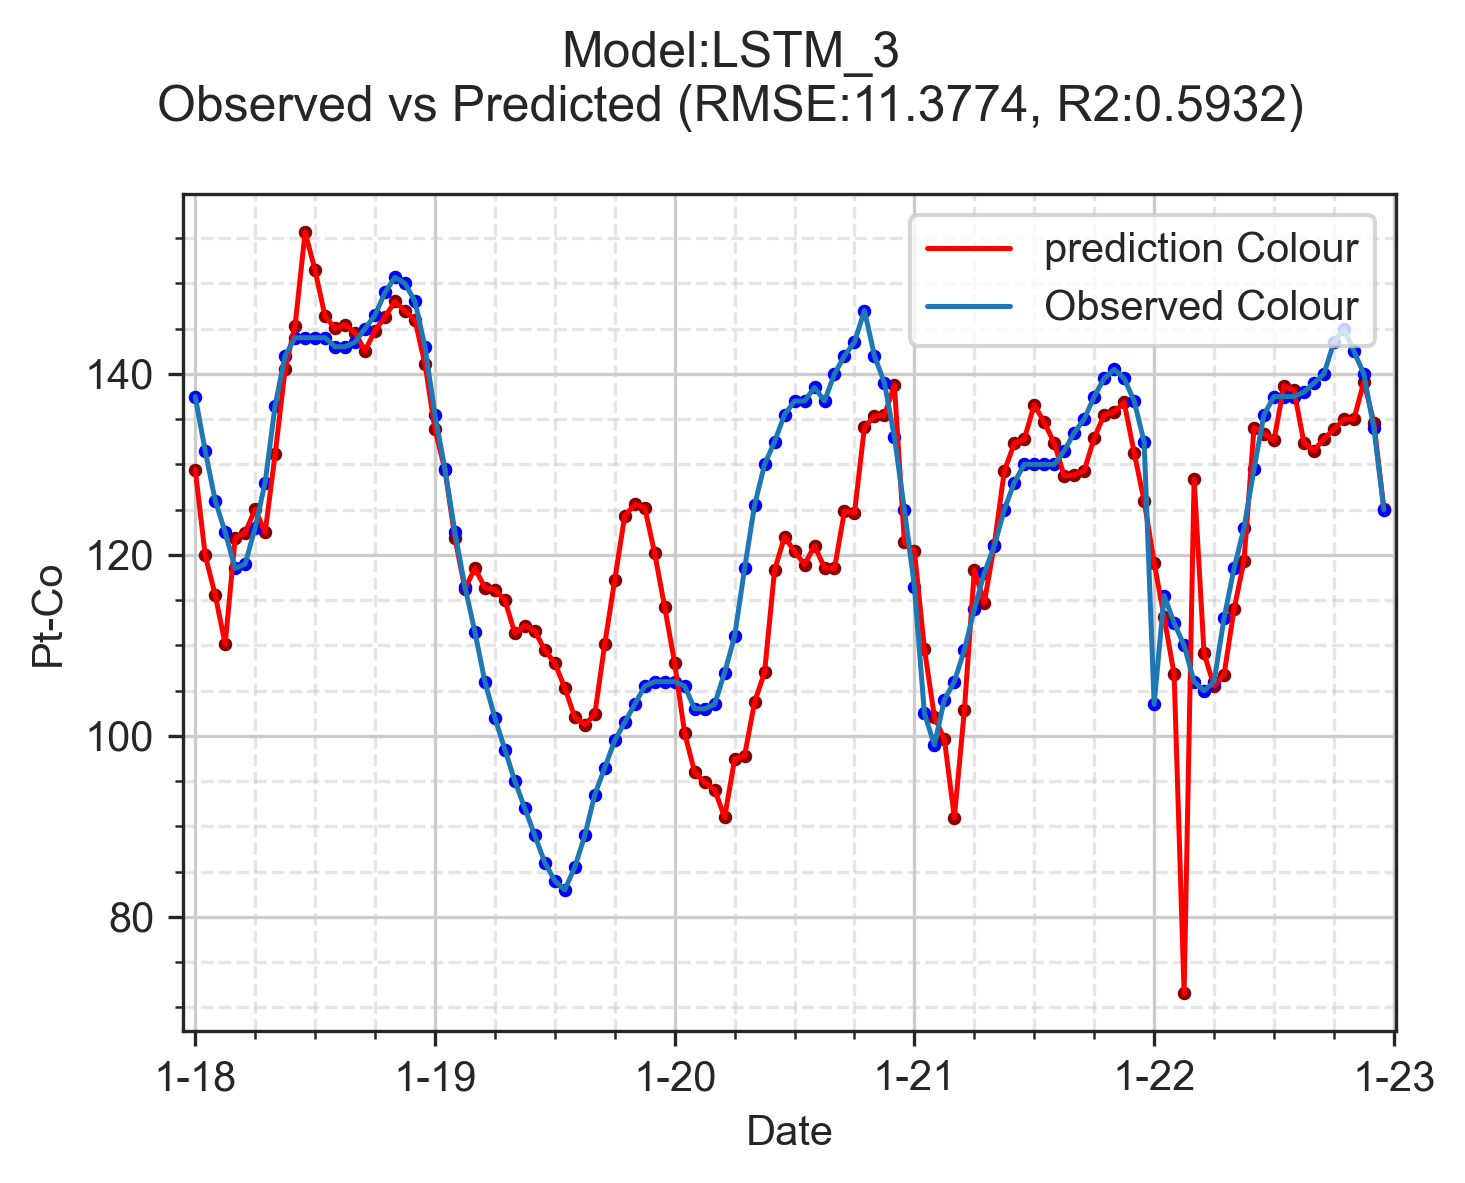 Model:LSTM_3
Observed vs Predicted (RMSE:11.3774, R2:0.5932)
prediction Colour
Observed Colour
140
120
100
80
Pt-Co
1-18 1-19 1-20 1-21 1-22 1-23
Date